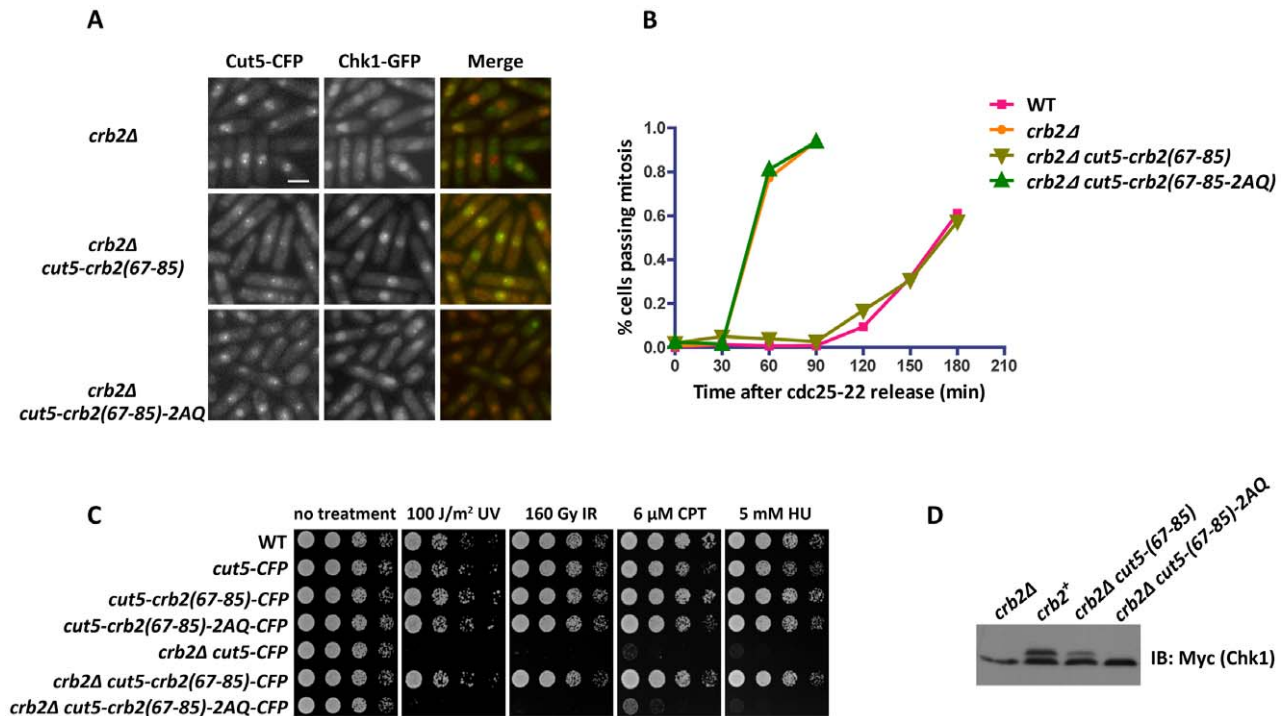 A
Cut5-CFP Chk1-GFP Merge
crb2Δ
crb2Δ
cut5-crb2(67-85)
crb2Δ
cut5-crb2(67-85)-2AQ
B
WT
crb2Δ
crb2Δ cut5-crb2(67-85)
crb2Δ cut5-crb2(67-85-2AQ)
% cells passing mitosis
1.0
0.8
0.6
0.4
0.2
0.0
0 30 60 90 120 150 180 210
Time after cdc25-22 release (min)
C
no treatment 100 J/m² UV 160 Gy IR 6 μM CPT 5 mM HU
WT
cut5-CFP
cut5-crb2(67-85)-CFP
cut5-crb2(67-85)-2AQ-CFP
crb2Δ cut5-CFP
crb2Δ cut5-crb2(67-85)-CFP
crb2Δ cut5-crb2(67-85)-2AQ-CFP
D
crb2Δ
crb2⁺
crb2Δ cut5-(67-85)
crb2Δ cut5-(67-85)-2AQ
IB: Myc (Chk1)